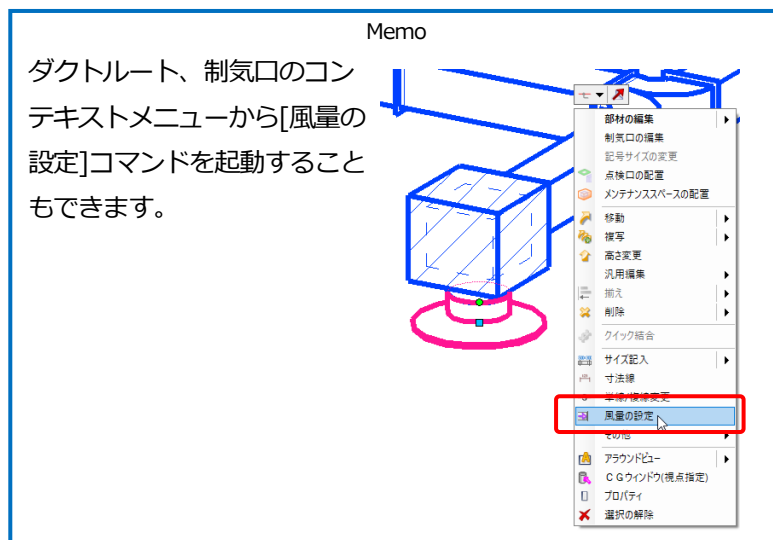 Memo
ダクトルート、制気口のコン
テキストメニューから[風量の
設定]コマンドを起動すること
もできます。
部材の編集
制気口の編集
記号サイズの変更
点検口の配置
メンテナンススペースの配置
移動
複写
高さ変更
汎用編集
揃え
削除
クイック結合
サイズ記入
寸法線
単線/複線変更
風量の設定
その他
アラウンドビュー
CGウィンドウ(視点指定)
プロパティ
選択の解除